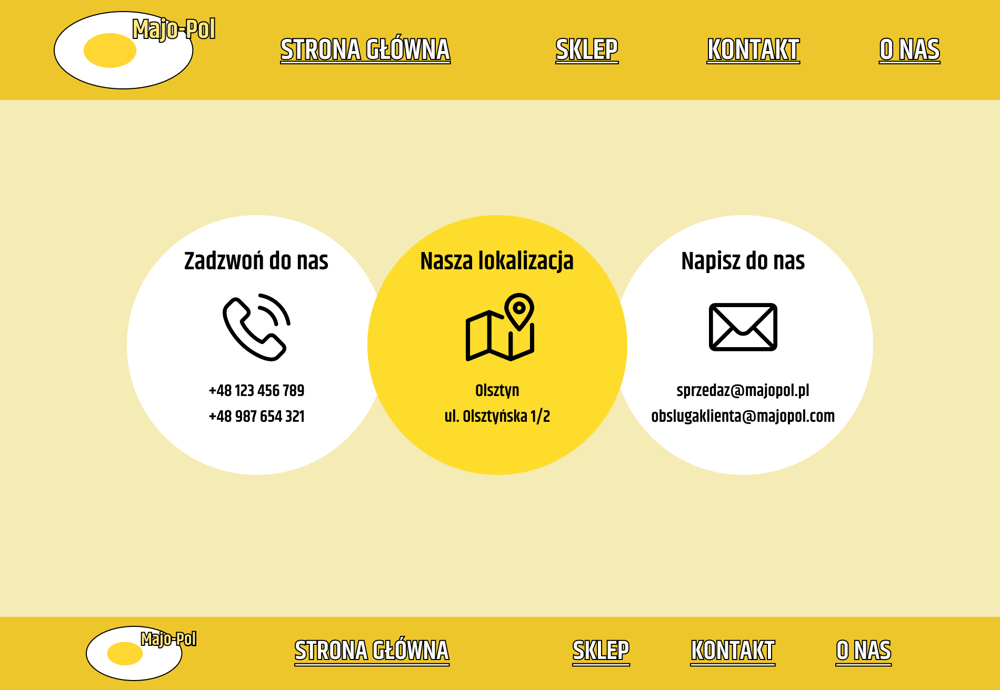 Majo-Pol
STRONA GŁÓWNA
SKLEP
KONTAKT
O NAS
Zadzwoń do nas
+48 123 456 789
+48 987 654 321
Nasza lokalizacja
Olsztyn
ul. Olsztyńska 1/2
Napisz do nas
sprzedaz@majopol.pl
obslugaklienta@majopol.com
Majo-Pol
STRONA GŁÓWNA
SKLEP
KONTAKT
O NAS